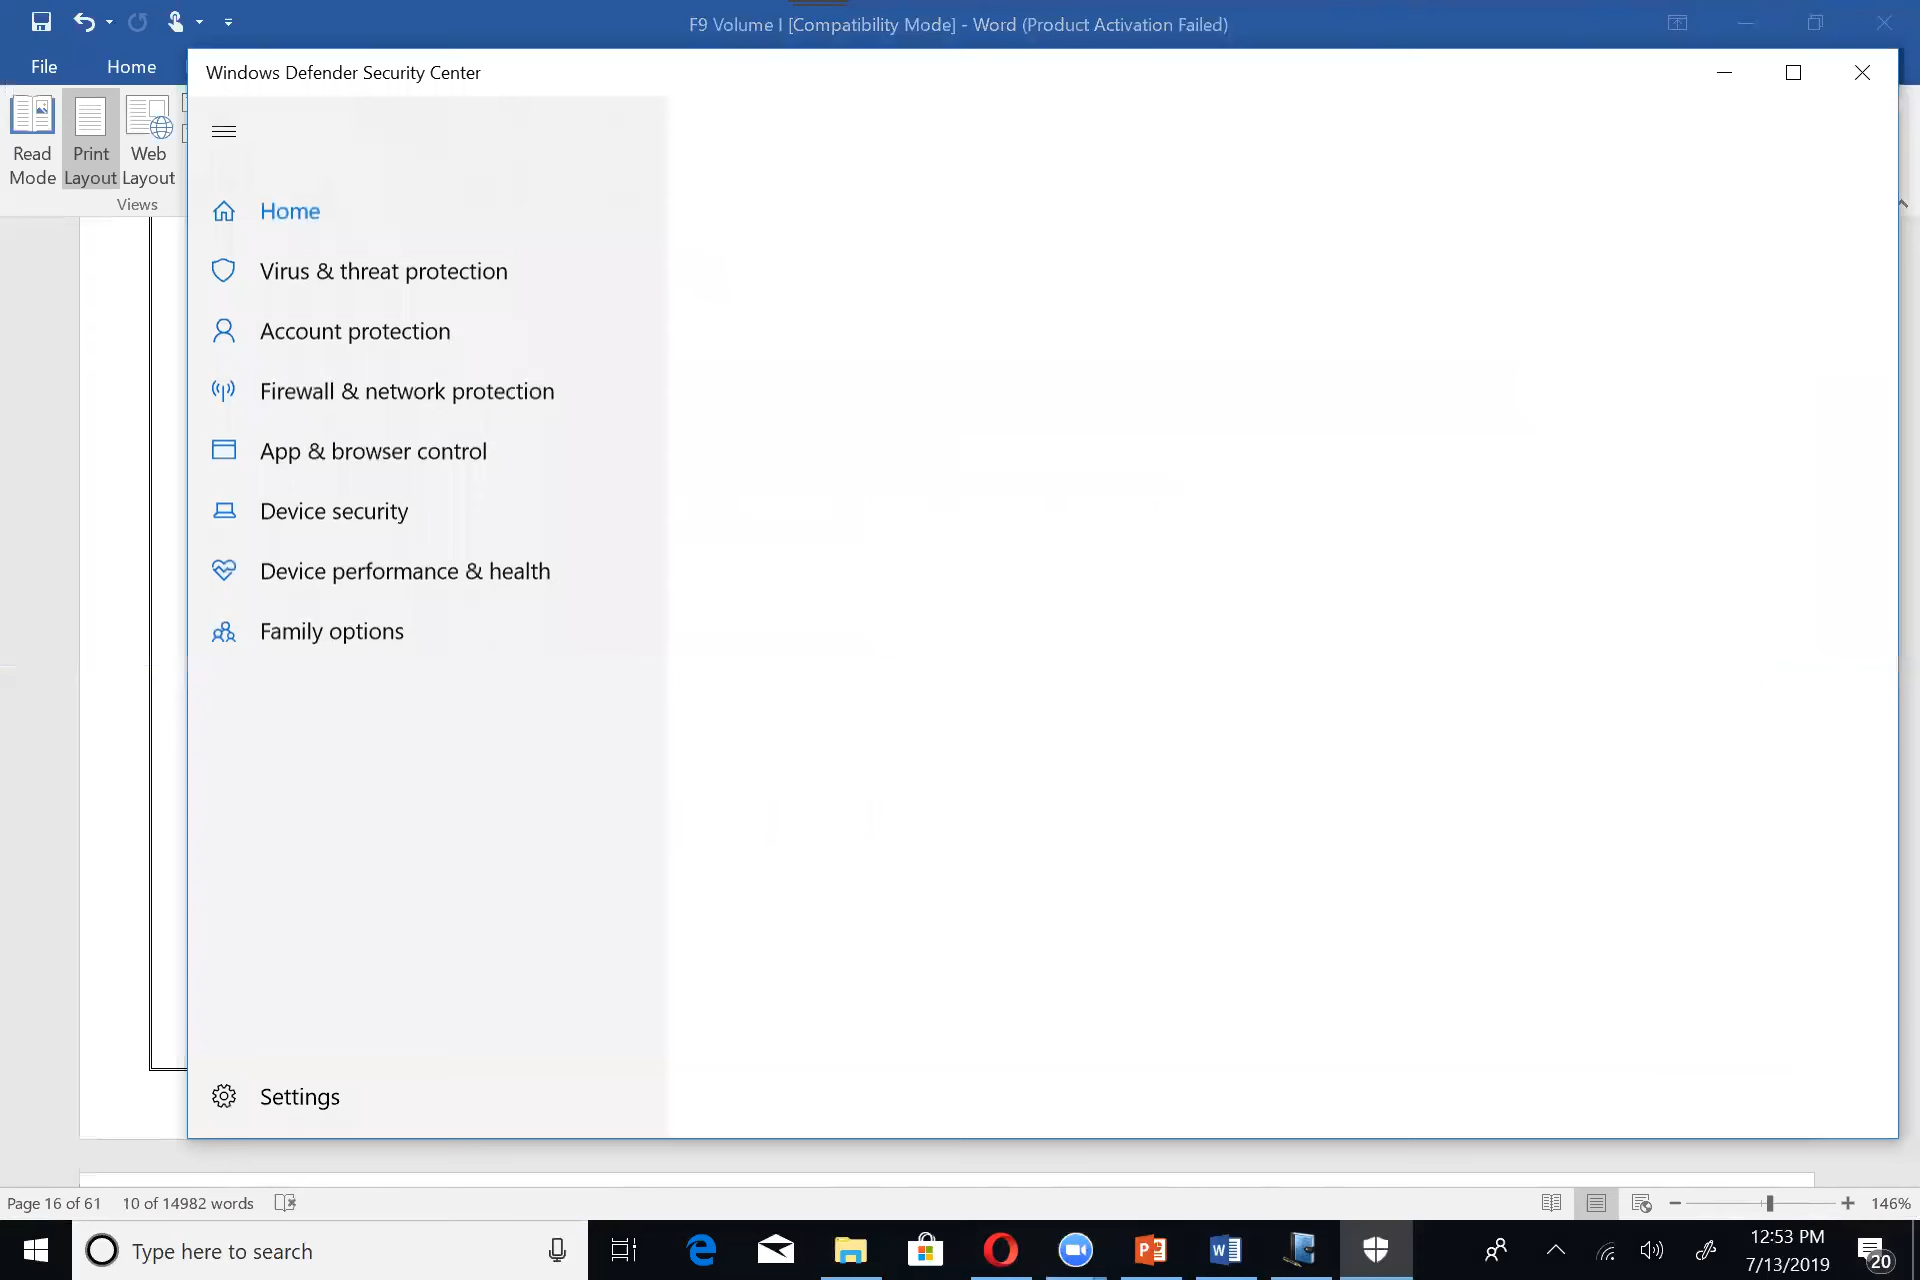 F9 Volume I [Compatibility Mode] - Word (Product Activation Failed)
File Home
Windows Defender Security Center
Read Mode
Print Layout
Web Layout
Views
Home
Virus & threat protection
Account protection
Firewall & network protection
App & browser control
Device security
Device performance & health
Family options
Settings
Page 16 of 61 10 of 14982 words 146%
Type here to search
12:53 PM
7/13/2019
20